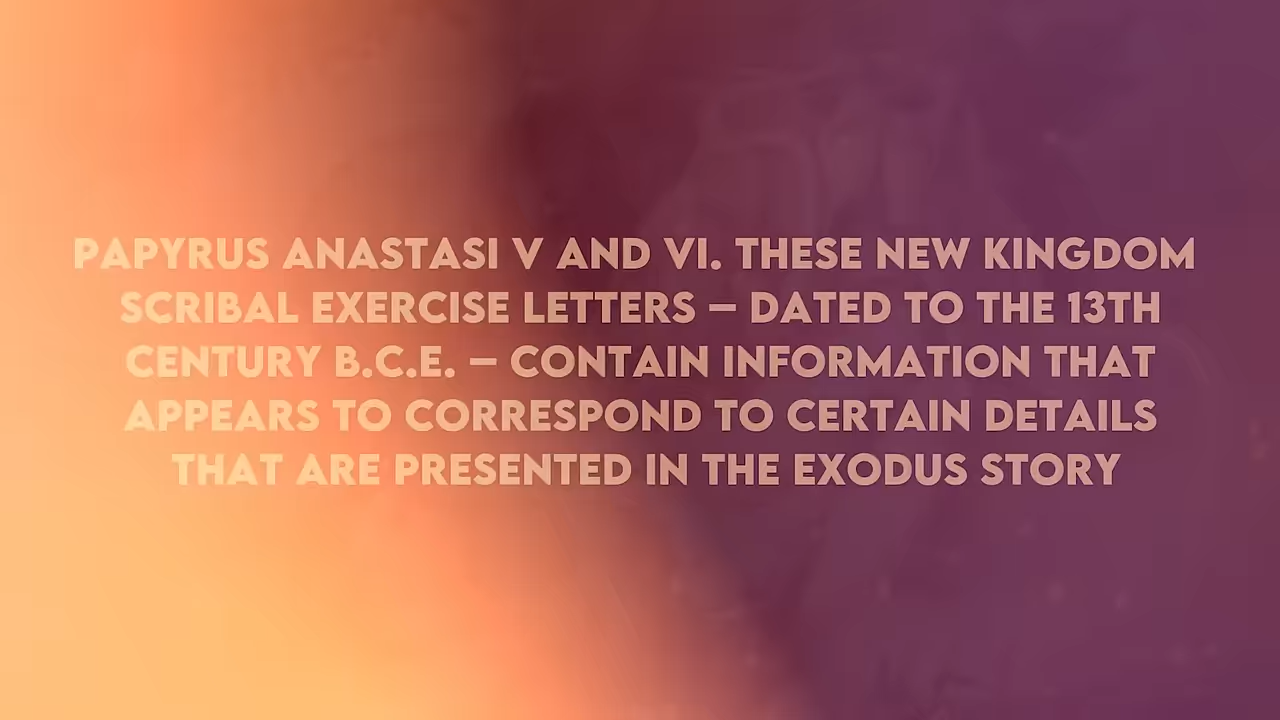 PAPYRUS ANASTASI V AND VI. THESE NEW KINGDOM
SCRIBAL EXERCISE LETTERS – DATED TO THE 13TH
CENTURY B.C.E. – CONTAIN INFORMATION THAT
APPEARS TO CORRESPOND TO CERTAIN DETAILS
THAT ARE PRESENTED IN THE EXODUS STORY